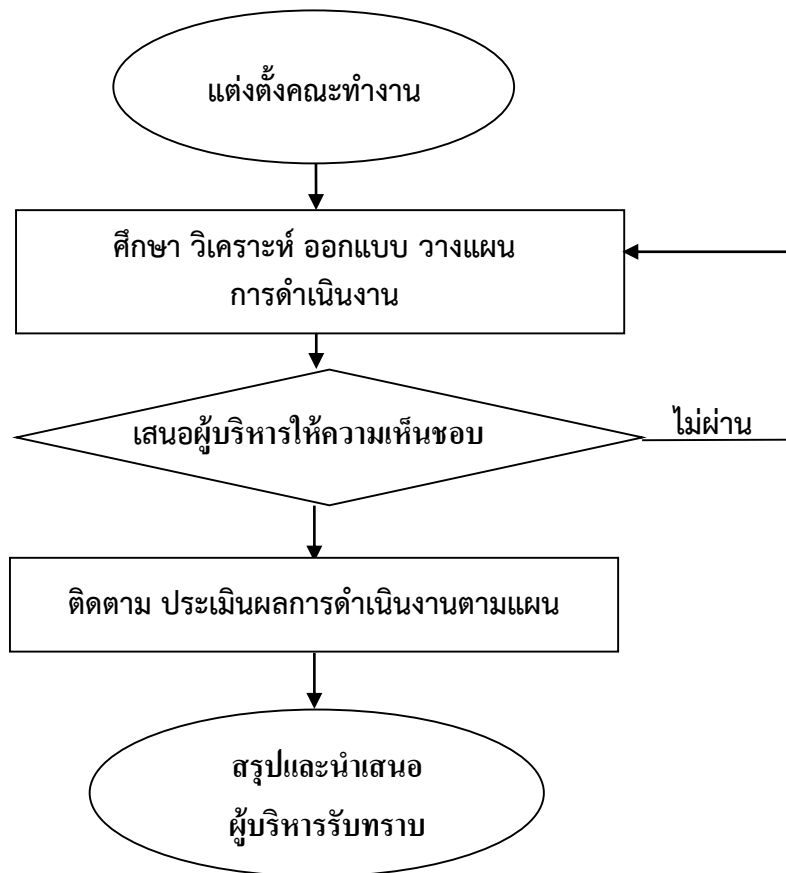 แต่งตั้งคณะทำงาน
ศึกษา วิเคราะห์ ออกแบบ วางแผน
การดำเนินงาน
เสนอผู้บริหารให้ความเห็นชอบ
ไม่ผ่าน
ติดตาม ประเมินผลการดำเนินงานตามแผน
สรุปและนำเสนอ
ผู้บริหารรับทราบ